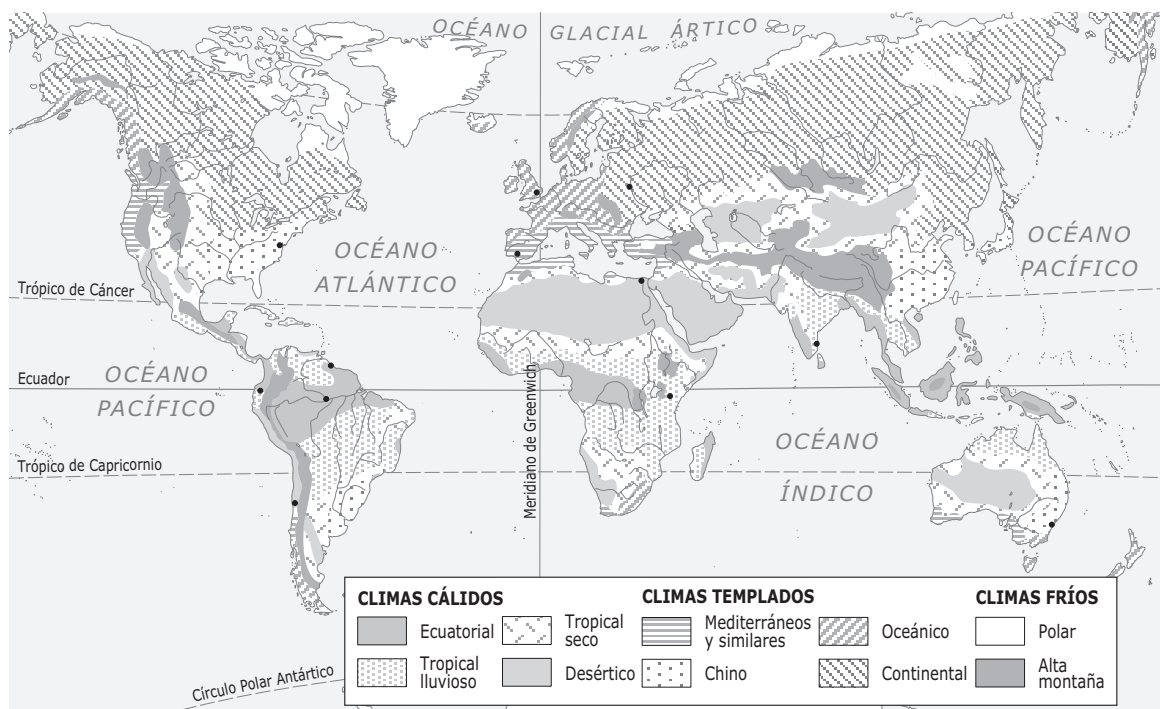 OCÉANO GLACIAL ÁRTICO
OCÉANO
ATLÁNTICO
OCÉANO
PACÍFICO
Trópico de Cáncer
Ecuador
OCÉANO
PACÍFICO
Meridiano de Greenwich
OCÉANO
ÍNDICO
Trópico de Capricornio
Círculo Polar Antártico
CLIMAS CÁLIDOS
Ecuatorial
Tropical
lluvioso
Tropical
seco
Desértico
CLIMAS TEMPLADOS
Mediterráneos
y similares
Chino
Oceánico
Continental
CLIMAS FRÍOS
Polar
Alta
montaña